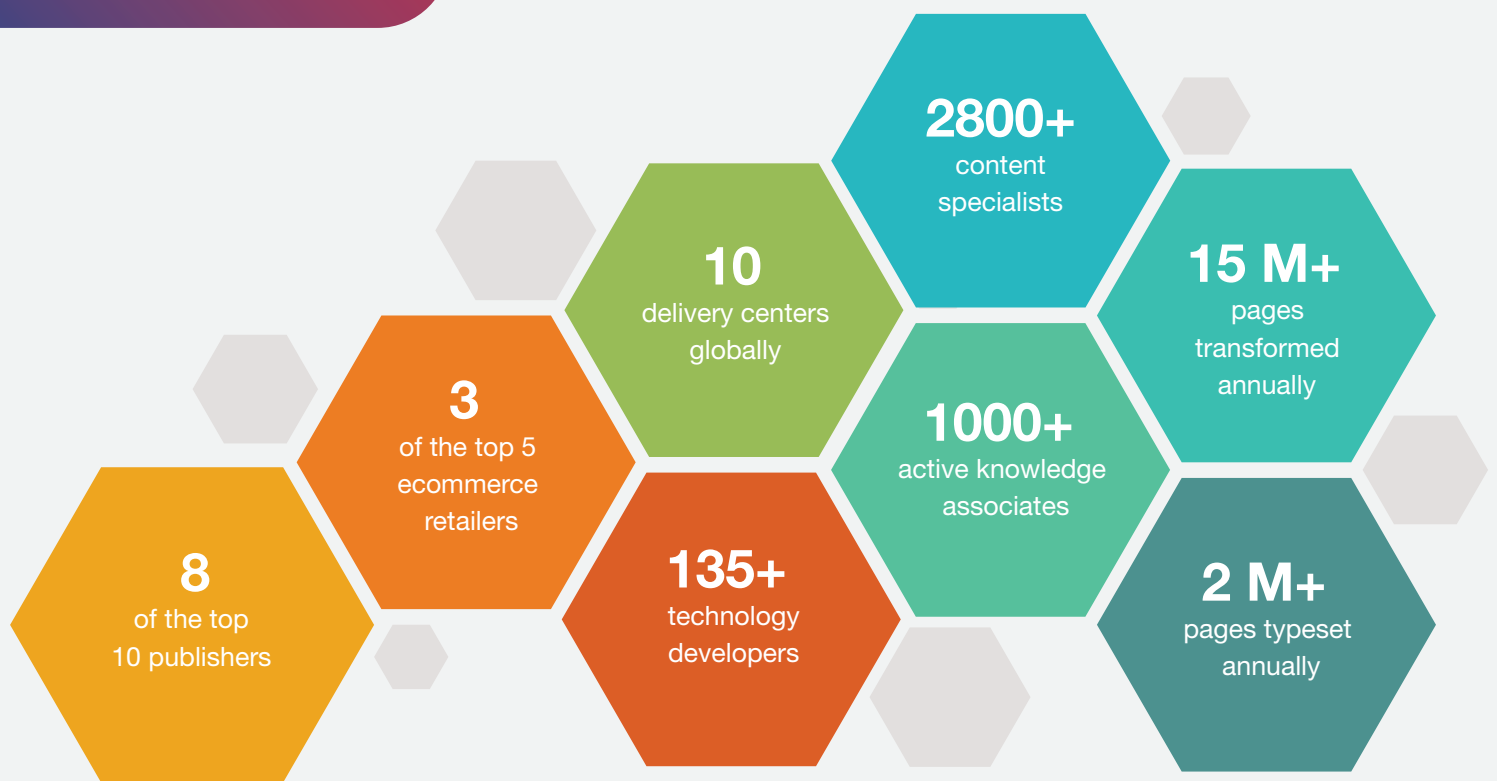 2800+
content
specialists
10
delivery centers
globally
15 M+
pages
transformed
annually
3
of the top 5
ecommerce
retailers
1000+
active knowledge
associates
8
of the top
10 publishers
135+
technology
developers
2 M+
pages typeset
annually